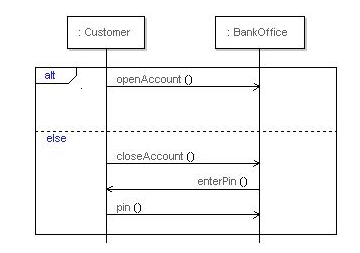 : Customer
: BankOffice
alt
openAccount ()
else
closeAccount ()
enterPin ()
pin ()